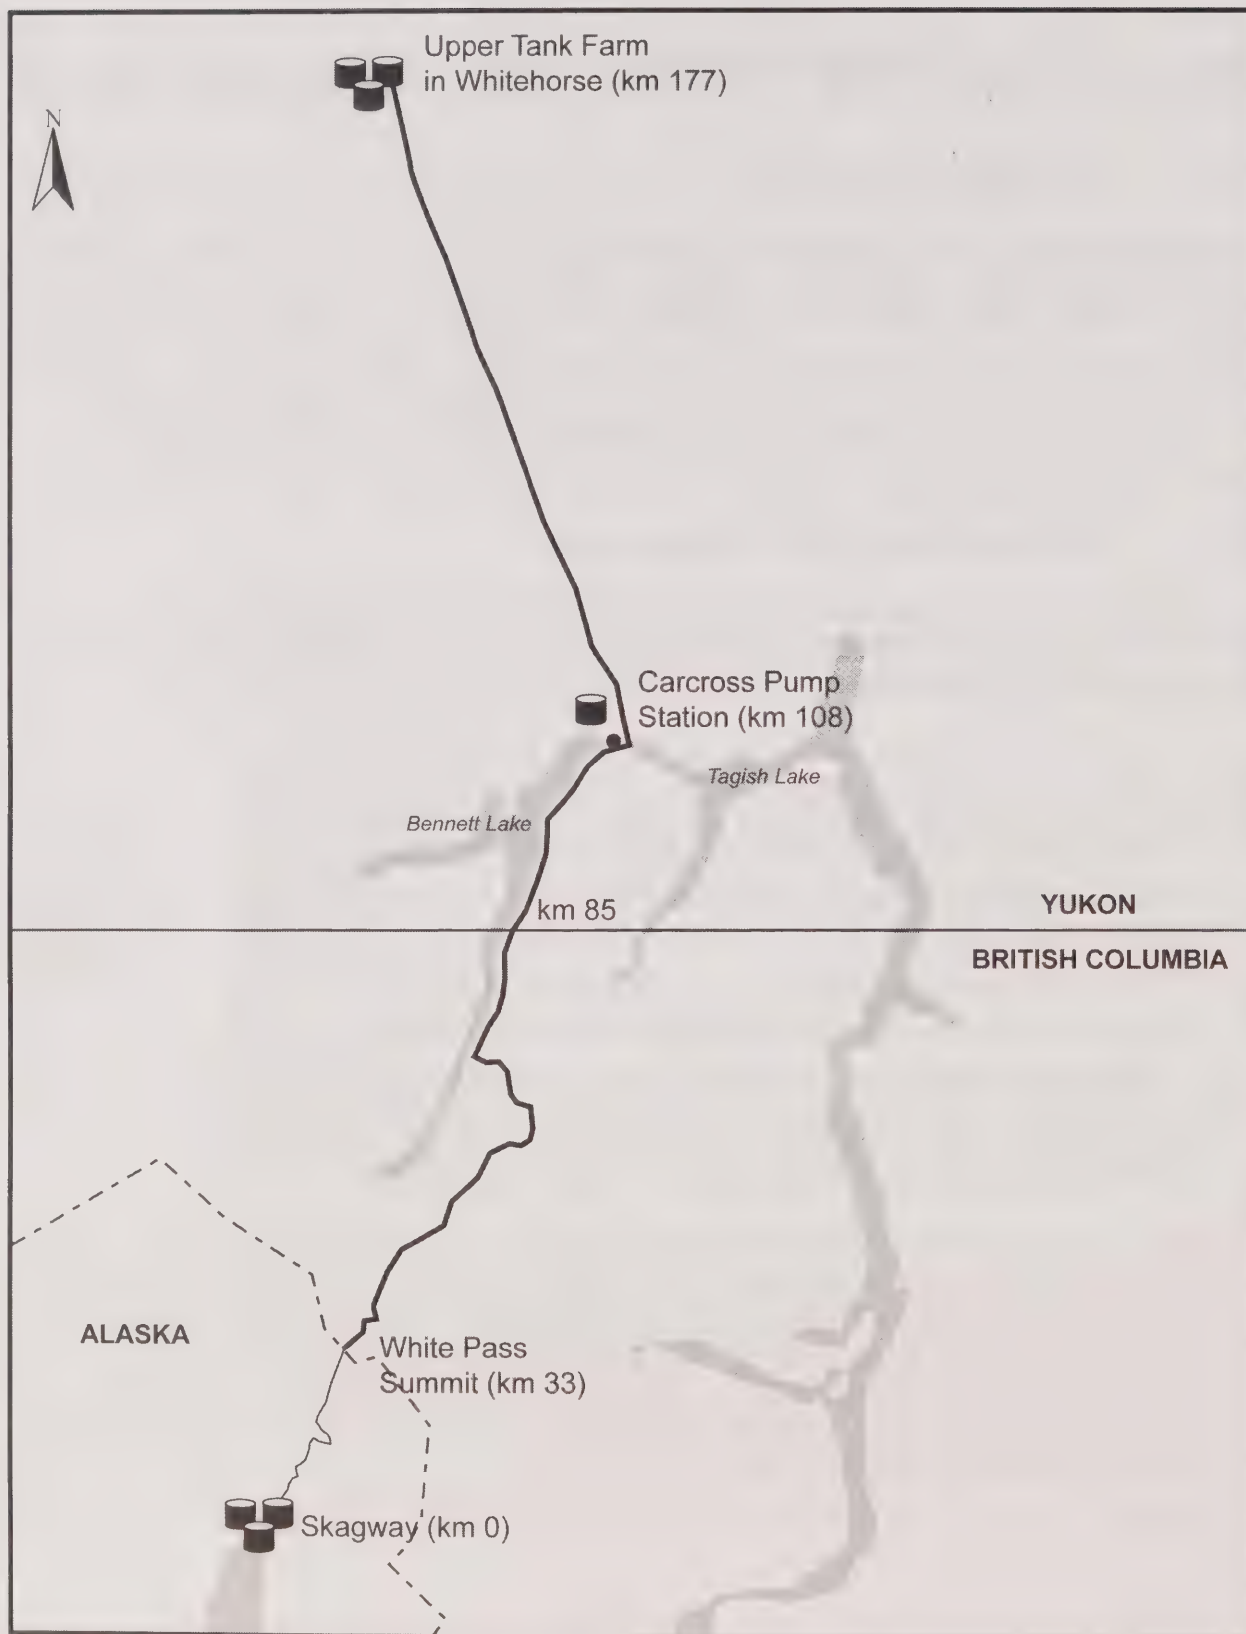 Upper Tank Farm
in Whitehorse (km 177)
N
Carcross Pump
Station (km 108)
Tagish Lake
Bennett Lake
km 85
YUKON
BRITISH COLUMBIA
ALASKA
White Pass
Summit (km 33)
Skagway (km 0)